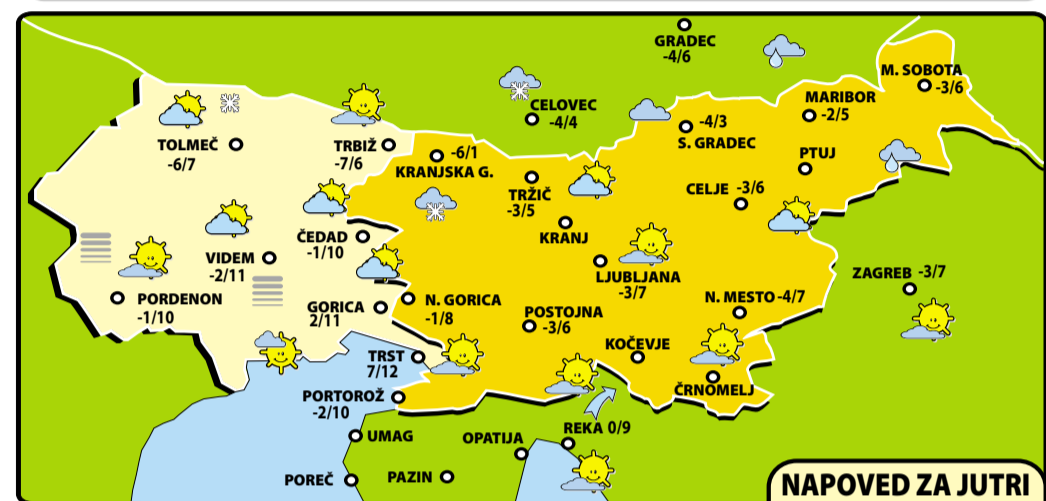 GRADEC
-4/6
M. SOBOTA
-3/6
CELOVEC
-4/4
MARIBOR
-2/5
-4/3
S. GRADEC
TOLMEČ
-6/7
TRBIŽ
-7/6
-6/1
KRANJSKA G.
PTUJ
TRŽIČ
-3/5
CELJE -3/6
KRANJ
ČEDAD
-1/10
VIDEM
-2/11
LJUBLJANA
-3/7
ZAGREB -3/7
PORDENON
-1/10
GORICA
2/11
N. GORICA
-1/8
POSTOJNA
-3/6
N. MESTO -4/7
KOČEVJE
TRST
7/12
ČRNOMELJ
PORTOROŽ
-2/10
REKA 0/9
UMAG
OPATIJA
POREČ
PAZIN
NAPOVED ZA JUTRI